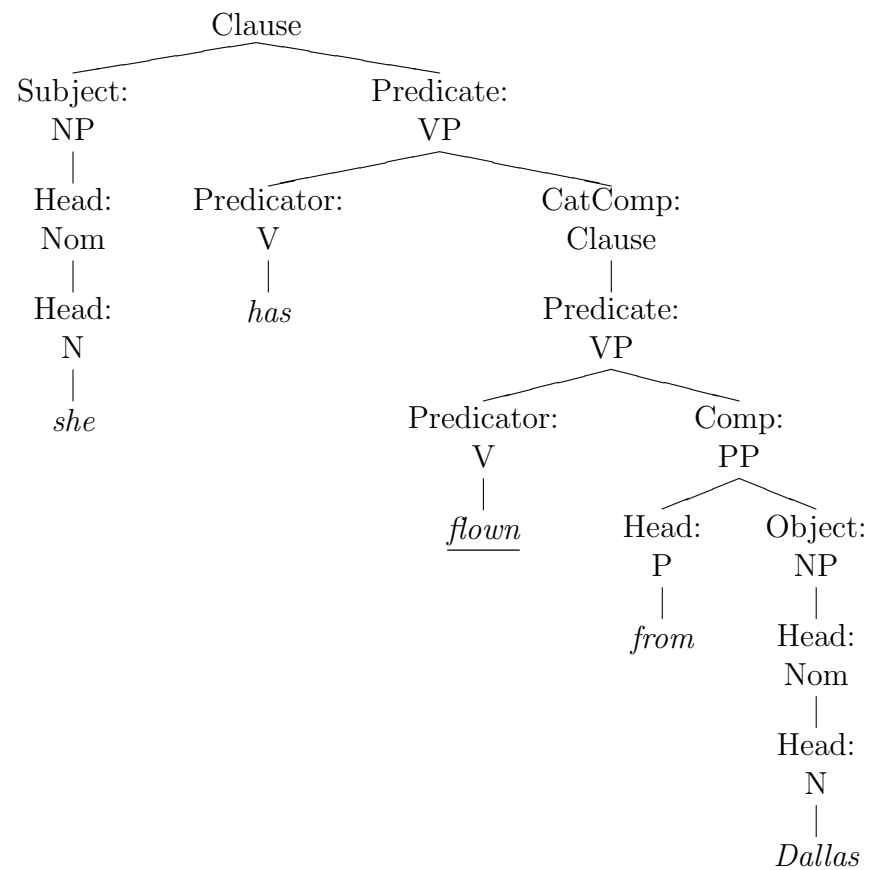 Clause
Subject: Predicate:
NP VP
Head: Predicator: CatComp:
Nom V Clause
Head: has Predicate:
N VP
she Predicator: Comp:
V PP
flown Head: Object:
P NP
from Head:
Nom
Head:
N
Dallas